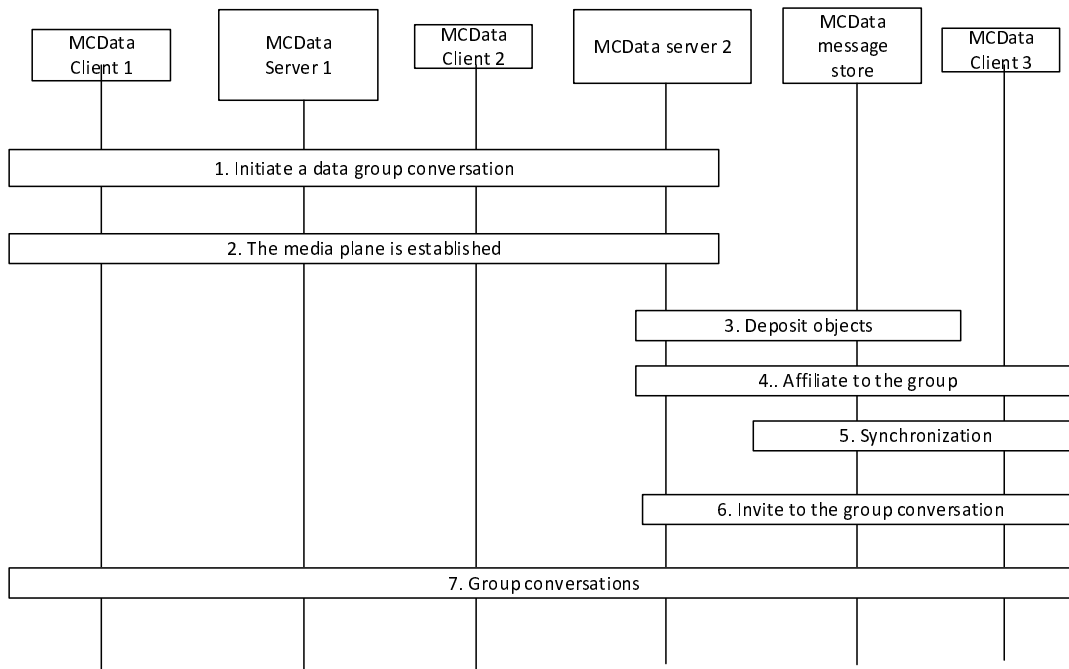 MCData
Client 1
MCData
Server 1
MCData
Client 2
MCData server 2
MCData
message
store
MCData
Client 3
1. Initiate a data group conversation
2. The media plane is established
3. Deposit objects
4.. Affiliate to the group
5. Synchronization
6. Invite to the group conversation
7. Group conversations